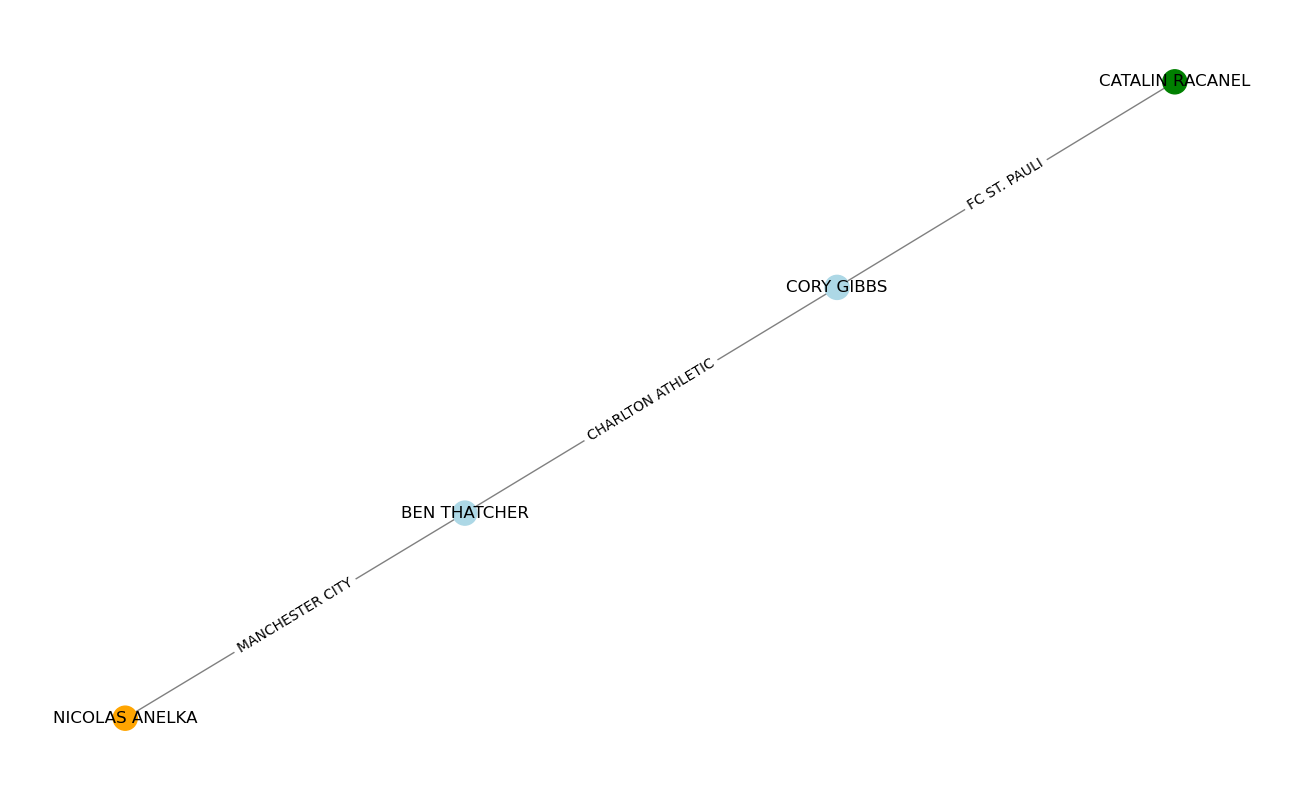 CATALIN RACANEL
FC ST. PAULI
CORY GIBBS
CHARLTON ATHLETIC
BEN THATCHER
MANCHESTER CITY
NICOLAS ANELKA